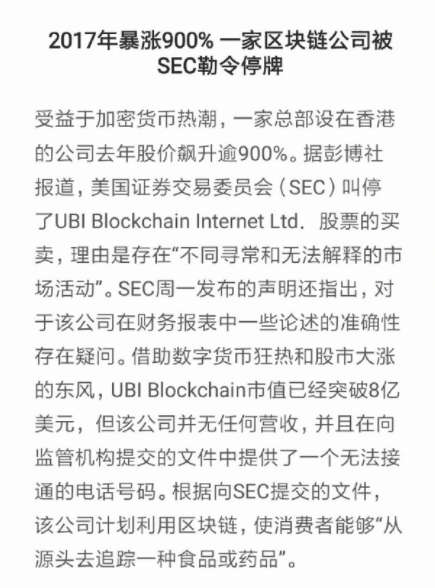 2017年暴涨900% 一家区块链公司被
SEC勒令停牌
受益于加密货币热潮，一家总部设在香港
的公司去年股价飙升逾900%。据彭博社
报道，美国证券交易委员会（SEC）叫停
了UBI Blockchain Internet Ltd．股票的买
卖，理由是存在“不同寻常和无法解释的市
场活动”。SEC周一发布的声明还指出，对
于该公司在财务报表中一些论述的准确性
存在疑问。借助数字货币狂热和股市大涨
的东风，UBI Blockchain市值已经突破8亿
美元，但该公司并无任何营收，并且在向
监管机构提交的文件中提供了一个无法接
通的电话号码。根据向SEC提交的文件，
该公司计划利用区块链，使消费者能够“从
源头去追踪一种食品或药品”。